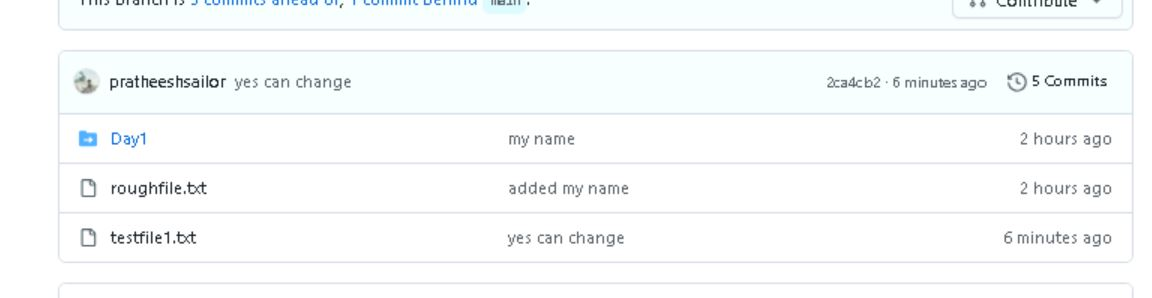 This branch is 5 commits ahead of, 1 commit behind main.
Contribute
pratheeshsailor yes can change 2ca4cb2 · 6 minutes ago 5 Commits
Day1 my name 2 hours ago
roughfile.txt added my name 2 hours ago
testfile1.txt yes can change 6 minutes ago